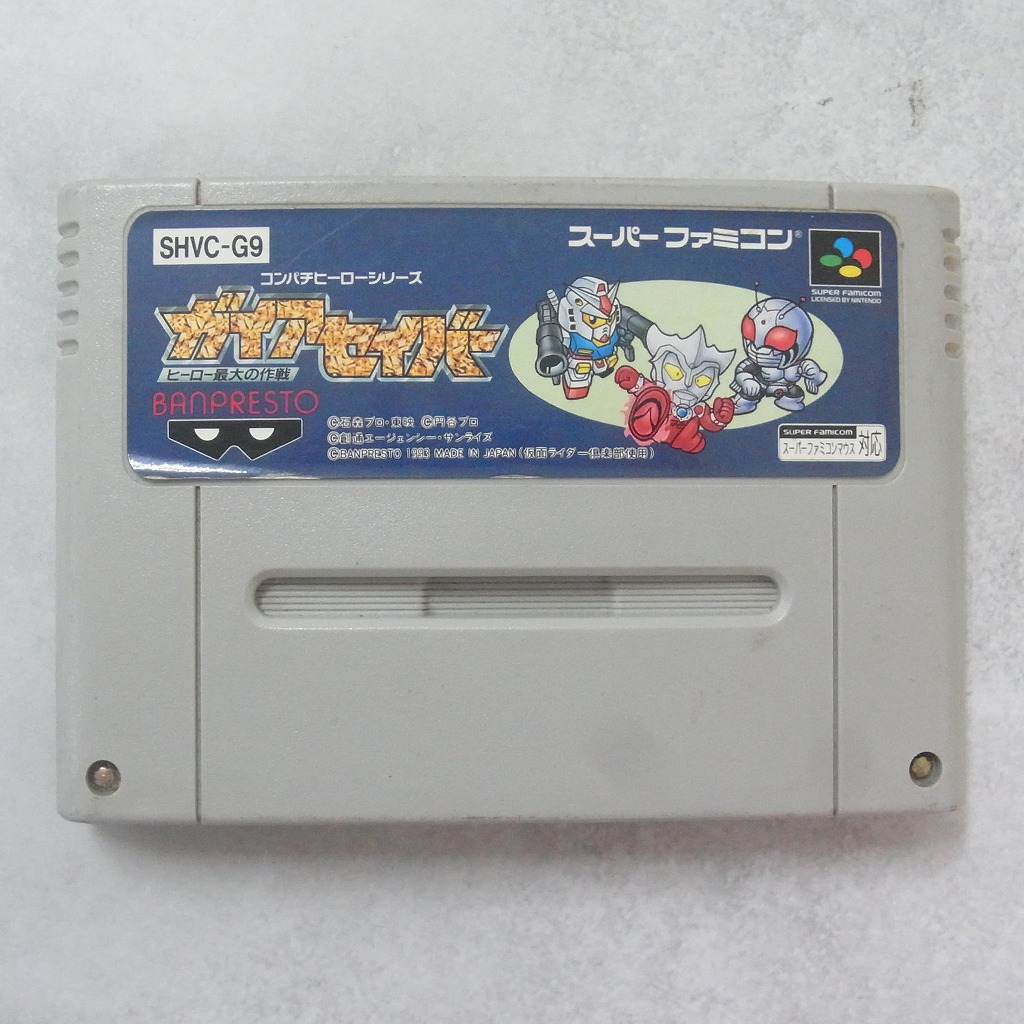 SHVC-G9
スーパーファミコン®
SUPER FAMICOM
LICENSED BY NINTENDO
コンパチヒーローシリーズ
ガイアセイバー
ヒーロー最大の作戦
BANPRESTO
©石森プロ・東映 ©円谷プロ
©創通エージェンシー・サンライズ
©BANPRESTO 1993 MADE IN JAPAN (仮面ライダー倶楽部使用)
SUPER FAMICOM
スーパーファミコンマウス 対応